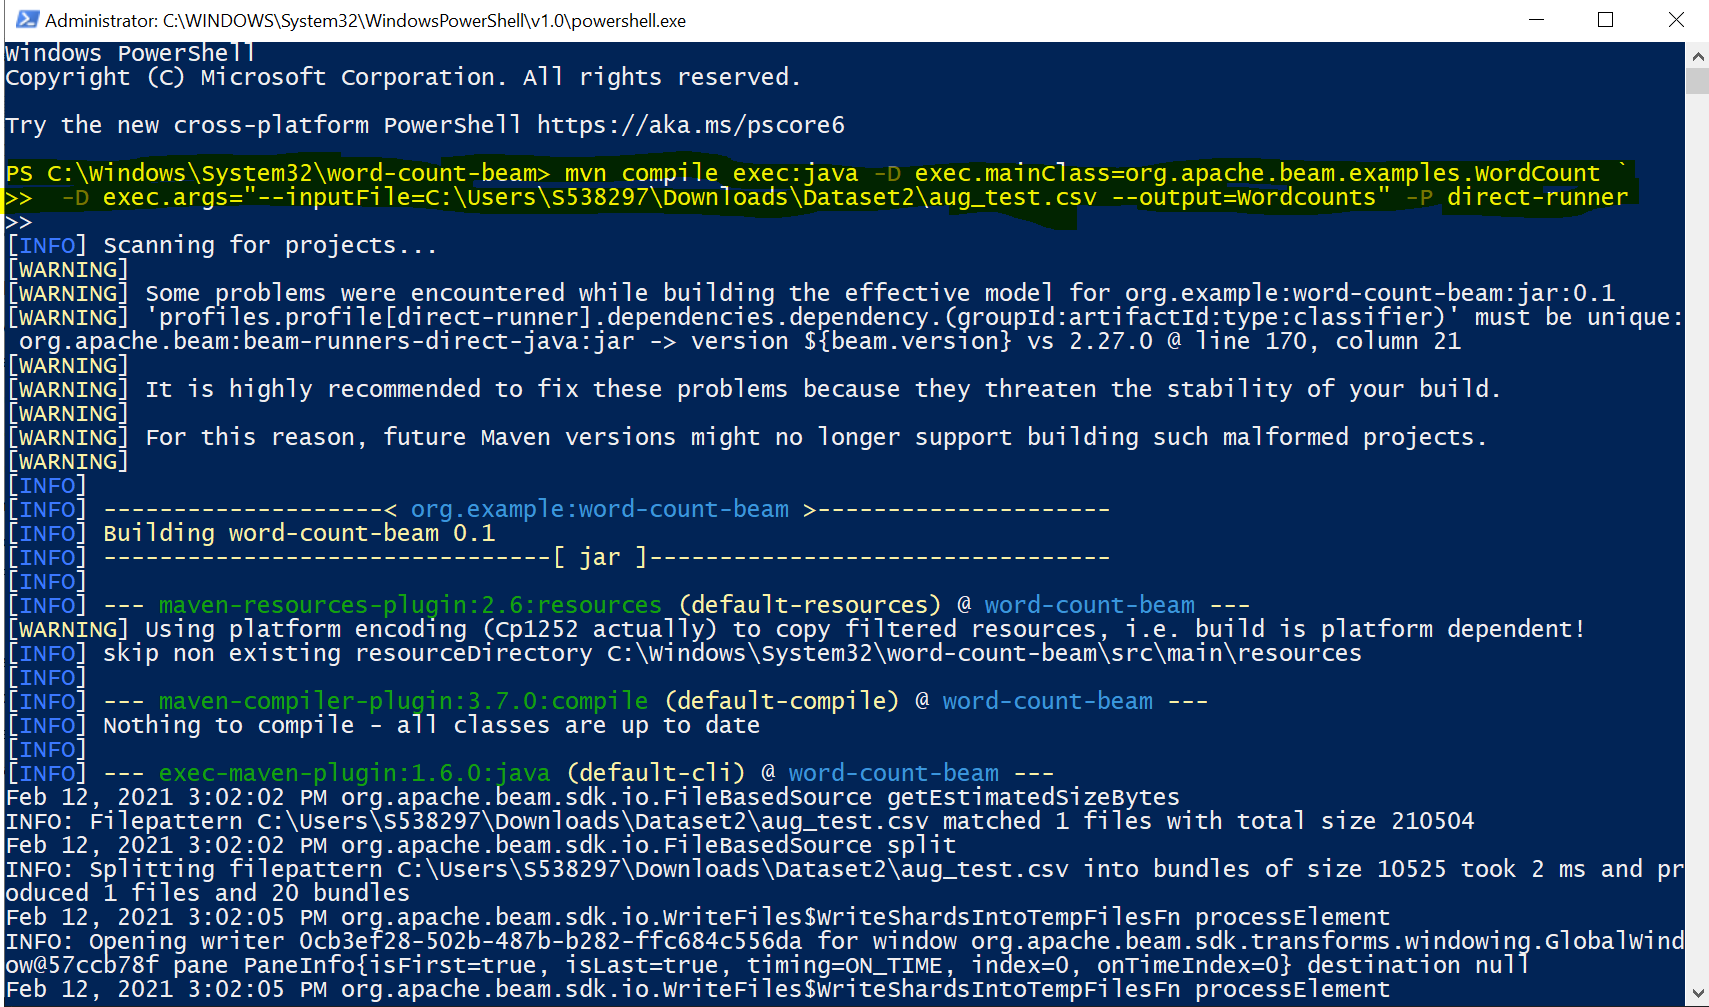 Administrator: C:\WINDOWS\System32\WindowsPowerShell\v1.0\powershell.exe
Windows PowerShell
Copyright (C) Microsoft Corporation. All rights reserved.
Try the new cross-platform PowerShell https://aka.ms/pscore6
PS C:\Windows\System32\word-count-beam> mvn compile exec:java -D exec.mainClass=org.apache.beam.examples.WordCount `
>>  -D exec.args="--inputFile=C:\Users\S538297\Downloads\Dataset2\aug_test.csv --output=Wordcounts" -P direct-runner
>>
[INFO] Scanning for projects...
[WARNING]
[WARNING] Some problems were encountered while building the effective model for org.example:word-count-beam:jar:0.1
[WARNING] 'profiles.profile[direct-runner].dependencies.dependency.(groupId:artifactId:type:classifier)' must be unique:
 org.apache.beam:beam-runners-direct-java:jar -> version ${beam.version} vs 2.27.0 @ line 170, column 21
[WARNING]
[WARNING] It is highly recommended to fix these problems because they threaten the stability of your build.
[WARNING]
[WARNING] For this reason, future Maven versions might no longer support building such malformed projects.
[WARNING]
[INFO]
[INFO] --------------------< org.example:word-count-beam >----------------------
[INFO] Building word-count-beam 0.1
[INFO] --------------------------------[ jar ]---------------------------------
[INFO]
[INFO] --- maven-resources-plugin:2.6:resources (default-resources) @ word-count-beam ---
[WARNING] Using platform encoding (Cp1252 actually) to copy filtered resources, i.e. build is platform dependent!
[INFO] skip non existing resourceDirectory C:\Windows\System32\word-count-beam\src\main\resources
[INFO]
[INFO] --- maven-compiler-plugin:3.7.0:compile (default-compile) @ word-count-beam ---
[INFO] Nothing to compile - all classes are up to date
[INFO]
[INFO] --- exec-maven-plugin:1.6.0:java (default-cli) @ word-count-beam ---
Feb 12, 2021 3:02:02 PM org.apache.beam.sdk.io.FileBasedSource getEstimatedSizeBytes
INFO: Filepattern C:\Users\S538297\Downloads\Dataset2\aug_test.csv matched 1 files with total size 210504
Feb 12, 2021 3:02:02 PM org.apache.beam.sdk.io.FileBasedSource split
INFO: Splitting filepattern C:\Users\S538297\Downloads\Dataset2\aug_test.csv into bundles of size 10525 took 2 ms and pr
oduced 1 files and 20 bundles
Feb 12, 2021 3:02:05 PM org.apache.beam.sdk.io.WriteFiles$WriteShardsIntoTempFilesFn processElement
INFO: Opening writer 0cb3ef28-502b-487b-b282-ffc684c556da for window org.apache.beam.sdk.transforms.windowing.GlobalWind
ow@57ccb78f pane PaneInfo{isFirst=true, isLast=true, timing=ON_TIME, index=0, onTimeIndex=0} destination null
Feb 12, 2021 3:02:05 PM org.apache.beam.sdk.io.WriteFiles$WriteShardsIntoTempFilesFn processElement